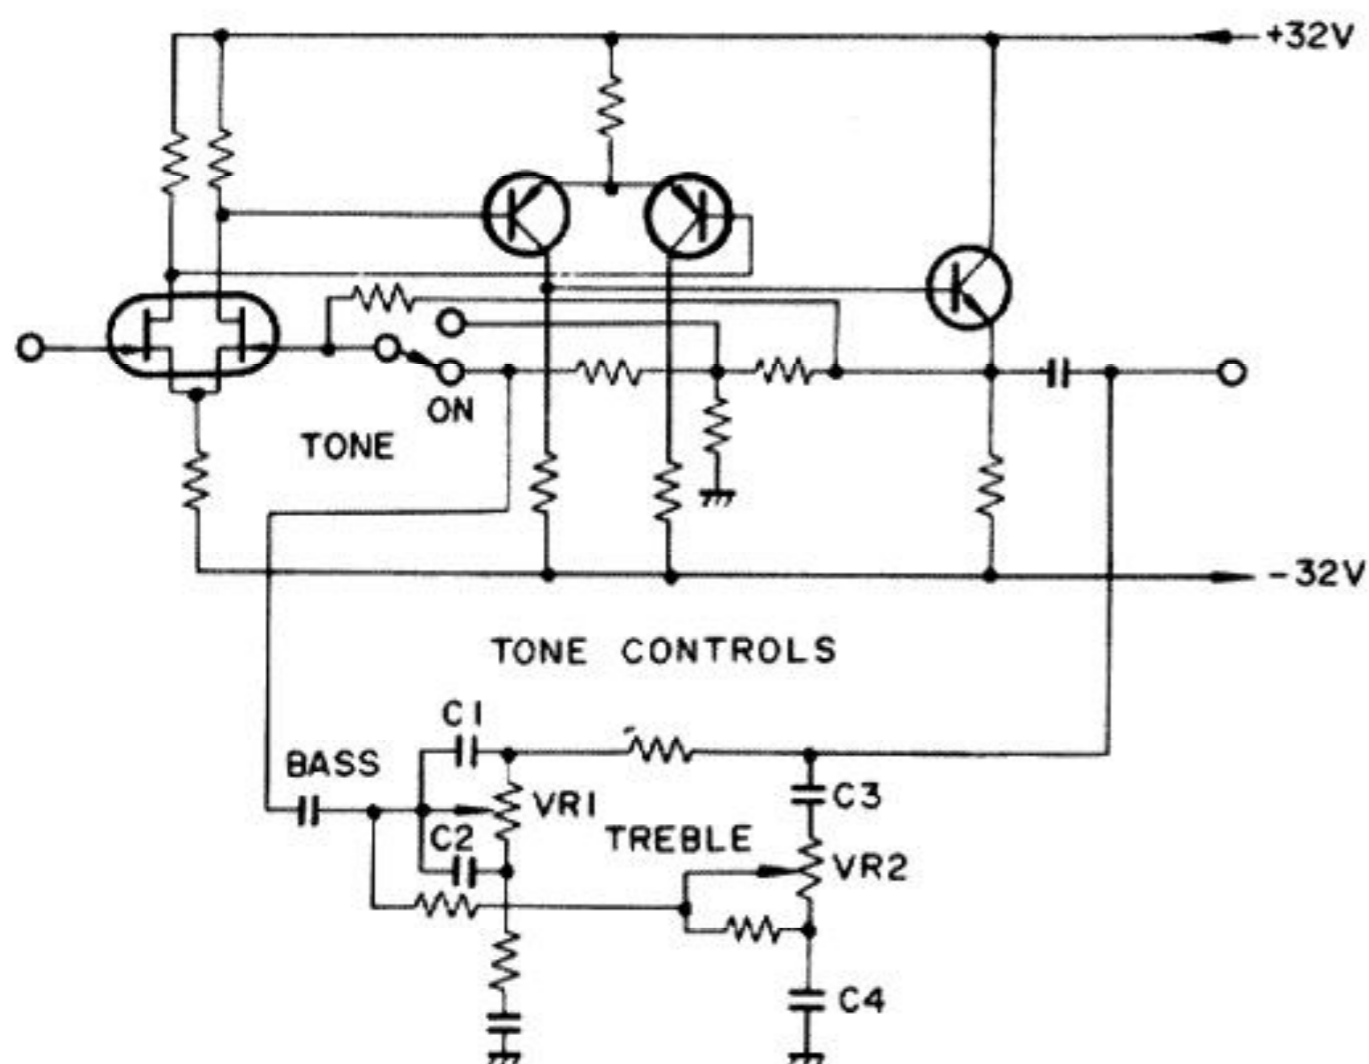 +32V
ON
TONE
-32V
TONE CONTROLS
C1
BASS
VR1
C3
C2
TREBLE
VR2
C4